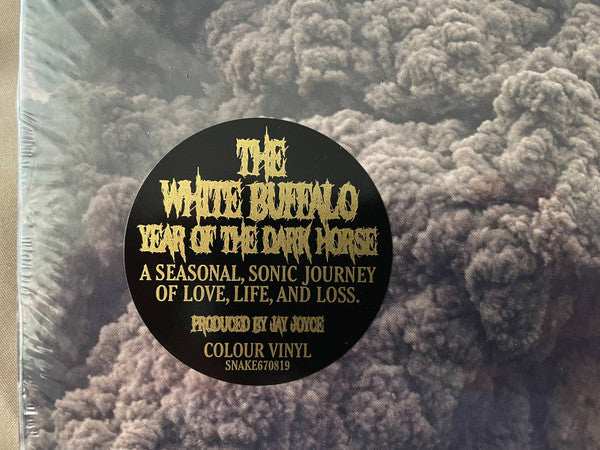 THE
WHITE BUFFALO
YEAR OF THE DARK HORSE
A SEASONAL, SONIC JOURNEY
OF LOVE, LIFE, AND LOSS.
PRODUCED BY JAY JOYCE
COLOUR VINYL
SNAKE670819